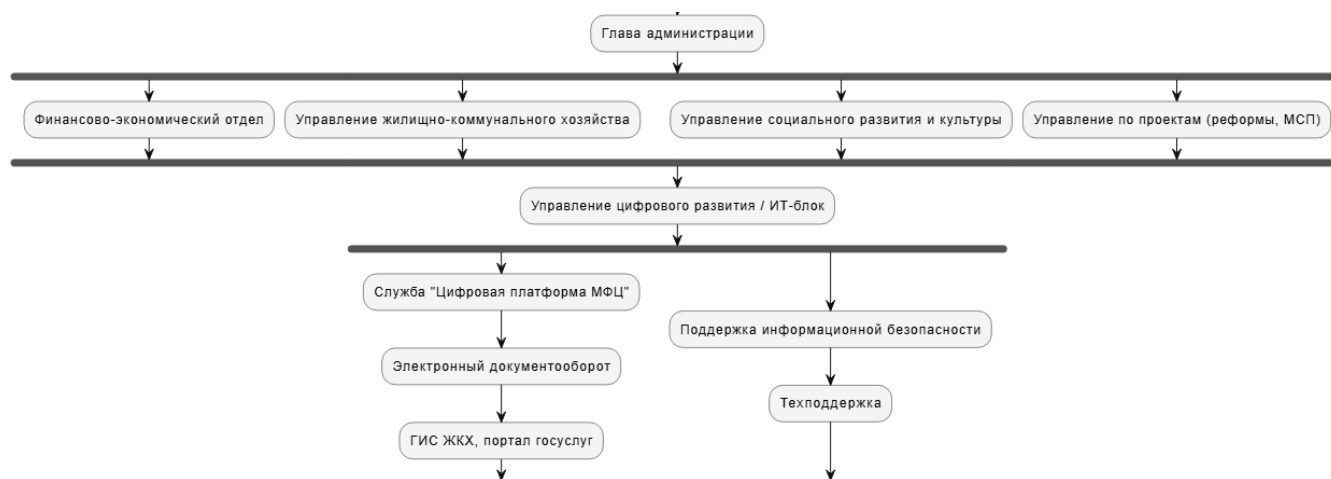 Глава администрации
Финансово-экономический отдел
Управление жилищно-коммунального хозяйства
Управление социального развития и культуры
Управление по проектам (реформы, МСП)
Управление цифрового развития / ИТ-блок
Служба "Цифровая платформа МФЦ"
Поддержка информационной безопасности
Электронный документооборот
Техподдержка
ГИС ЖКХ, портал госуслуг